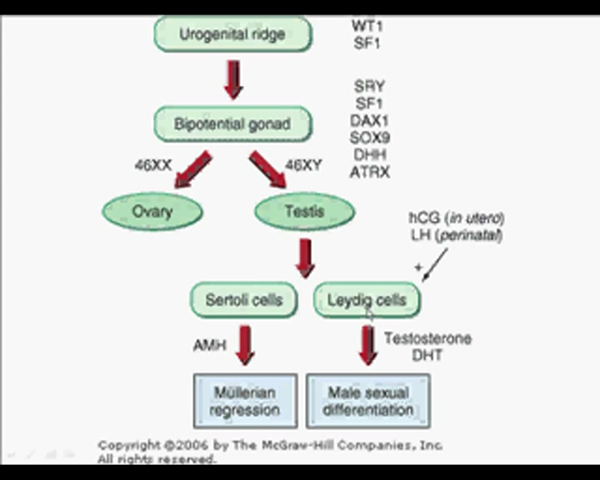 Urogenital ridge
WT1
SF1
SRY
SF1
DAX1
SOX9
DHH
ATRX
Bipotential gonad
46XX
46XY
Ovary
Testis
hCG (in utero)
LH (perinatal)
+
Sertoli cells
Leydig cells
AMH
Testosterone
DHT
Müllerian
regression
Male sexual
differentiation
Copyright ©2006 by The McGraw-Hill Companies, Inc.
All rights reserved.